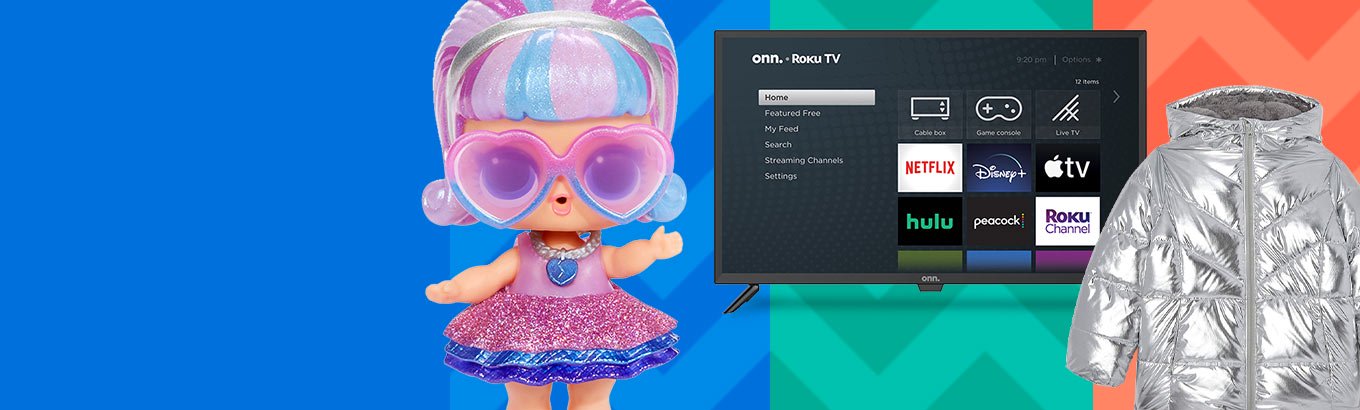 onn. • Roku TV
9:20 pm | Options ✱
12 Items
Home
Featured Free
My Feed
Search
Streaming Channels
Settings
Cable box
Game console
Live TV
NETFLIX
Disney+
tv
hulu
peacock
Roku
Channel
onn.